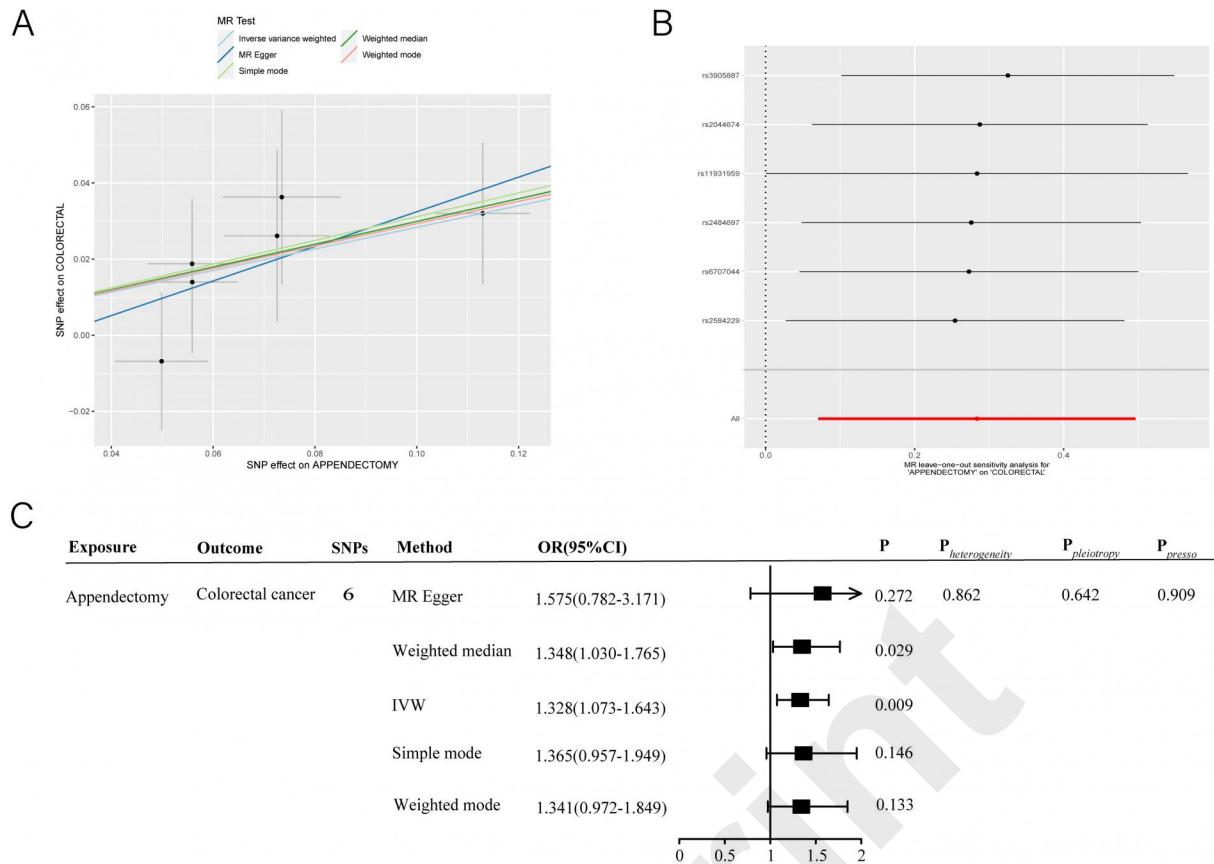 A
MR Test
Inverse variance weighted
MR Egger
Simple mode
Weighted median
Weighted mode
SNP effect on COLORECTAL
0.06
0.04
0.02
0.00
−0.02
0.04
0.06
0.08
0.10
0.12
SNP effect on APPENDECTOMY
B
rs3905887
rs2044674
rs11931959
rs2484697
rs6707044
rs2584229
All
0.0
0.2
0.4
MR leave−one−out sensitivity analysis for
'APPENDECTOMY' on 'COLORECTAL'
C
Exposure Outcome SNPs Method OR(95%CI) P P heterogeneity P pleiotropy P presso
Appendectomy Colorectal cancer 6 MR Egger 1.575(0.782-3.171) 0.272 0.862 0.642 0.909
Weighted median 1.348(1.030-1.765) 0.029
IVW 1.328(1.073-1.643) 0.009
Simple mode 1.365(0.957-1.949) 0.146
Weighted mode 1.341(0.972-1.849) 0.133
0 0.5 1 1.5 2